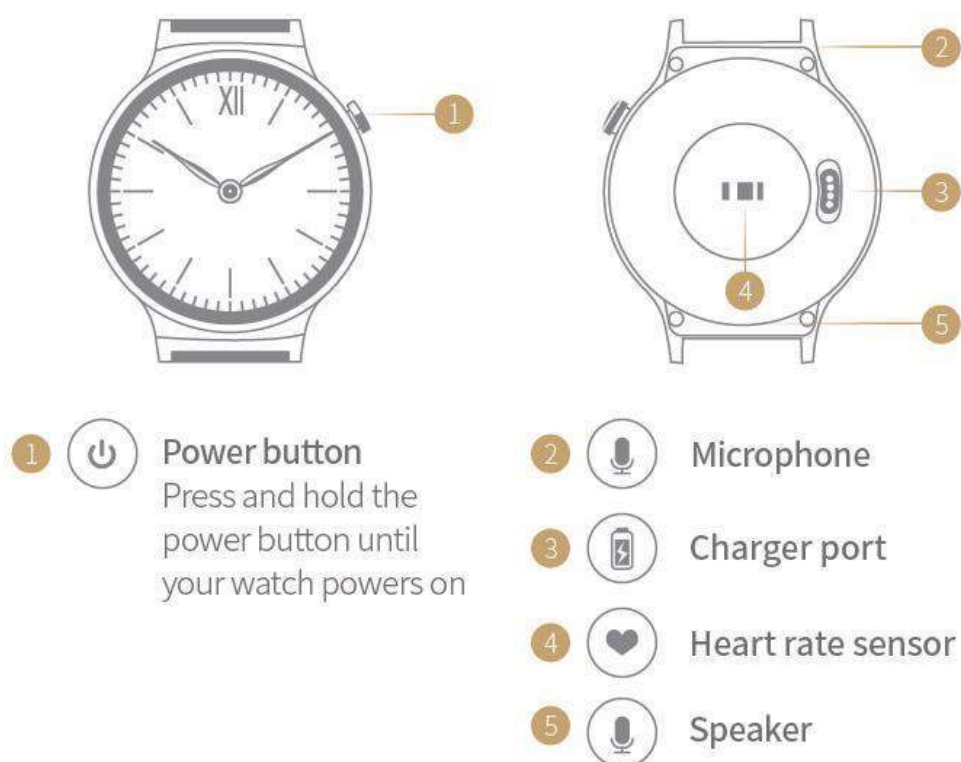 XII
1
2
3
4
5
1 Power button
Press and hold the
power button until
your watch powers on
2 Microphone
3 Charger port
4 Heart rate sensor
5 Speaker